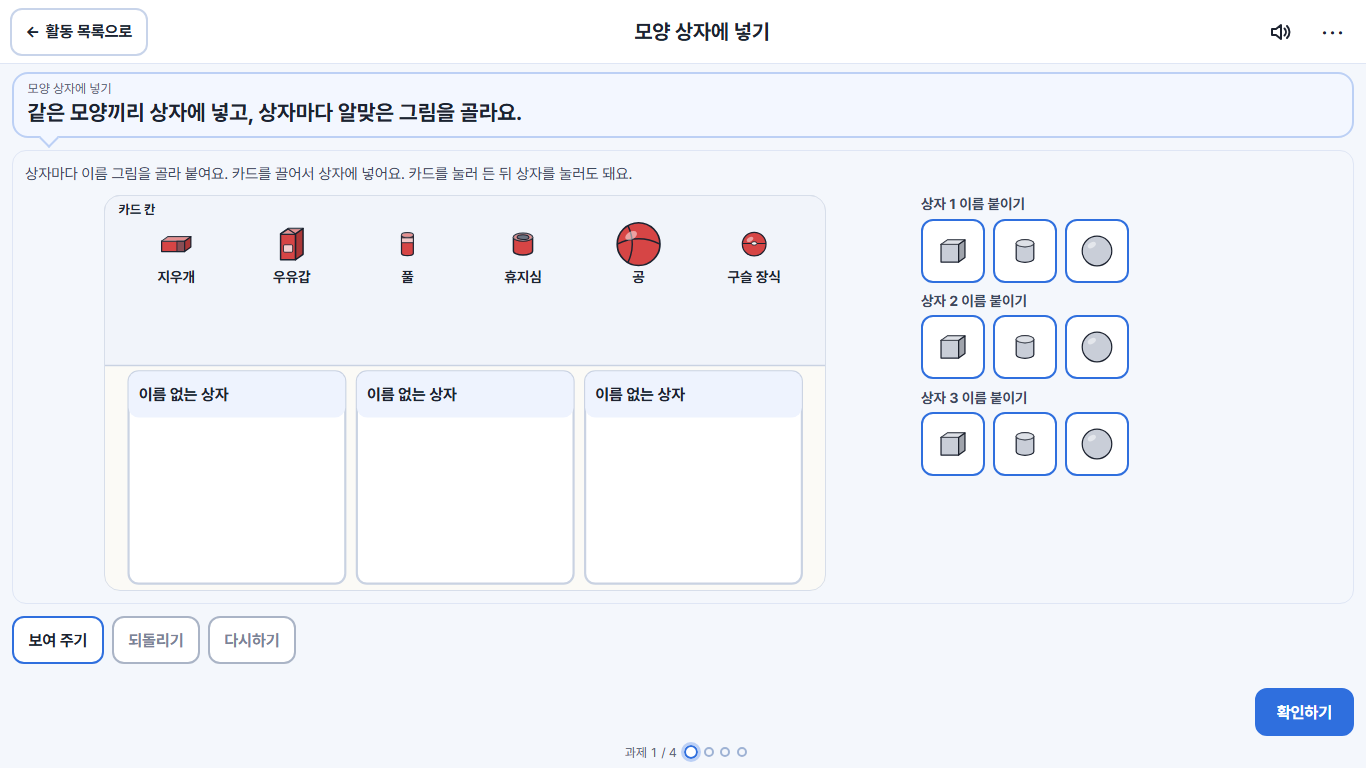 ← 활동 목록으로
모양 상자에 넣기
모양 상자에 넣기
같은 모양끼리 상자에 넣고, 상자마다 알맞은 그림을 골라요.
상자마다 이름 그림을 골라 붙여요. 카드를 끌어서 상자에 넣어요. 카드를 눌러 든 뒤 상자를 눌러도 돼요.
카드 칸
지우개 우유갑 풀 휴지심 공 구슬 장식
이름 없는 상자 이름 없는 상자 이름 없는 상자
상자 1 이름 붙이기
상자 2 이름 붙이기
상자 3 이름 붙이기
보여 주기 되돌리기 다시하기
확인하기
과제 1 / 4